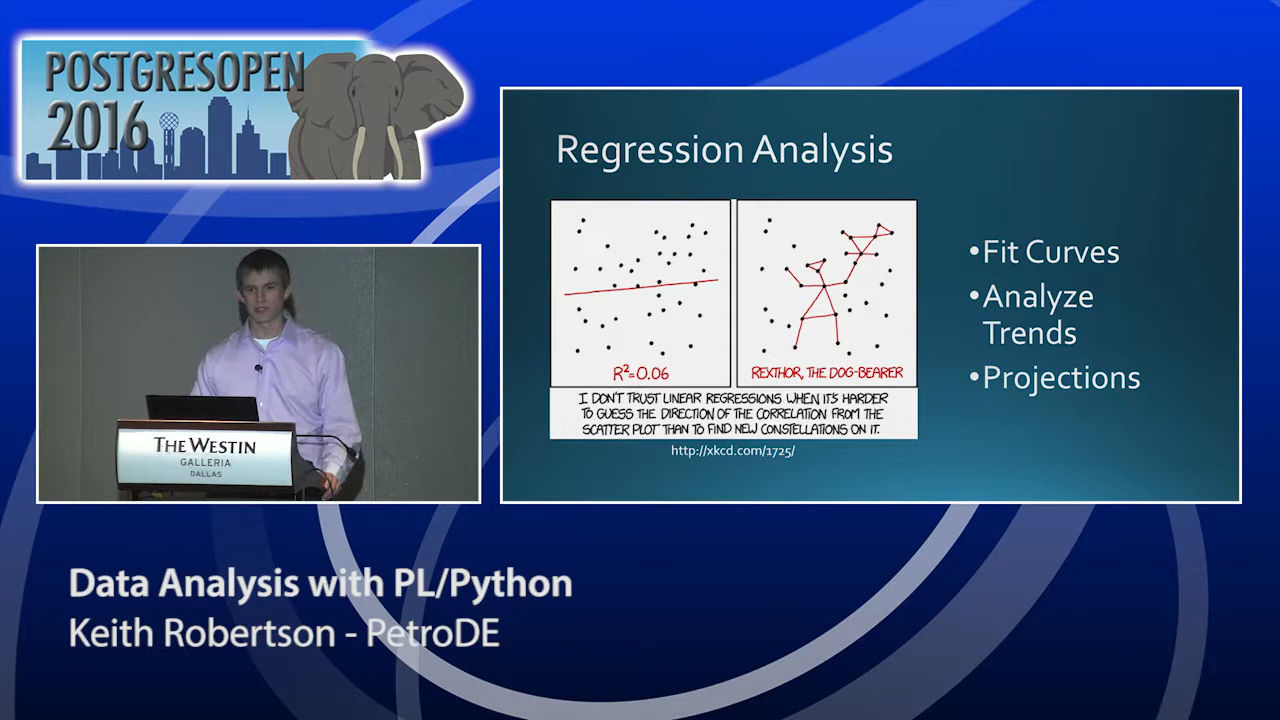 POSTGRESOPEN
2016
Regression Analysis
R²=0.06
REXTHOR, THE DOG-BEARER
I DON'T TRUST LINEAR REGRESSIONS WHEN IT'S HARDER
TO GUESS THE DIRECTION OF THE CORRELATION FROM THE
SCATTER PLOT THAN TO FIND NEW CONSTELLATIONS ON IT.
http://xkcd.com/1725/
•Fit Curves
•Analyze
Trends
•Projections
THE WESTIN
GALLERIA
DALLAS
Data Analysis with PL/Python
Keith Robertson - PetroDE